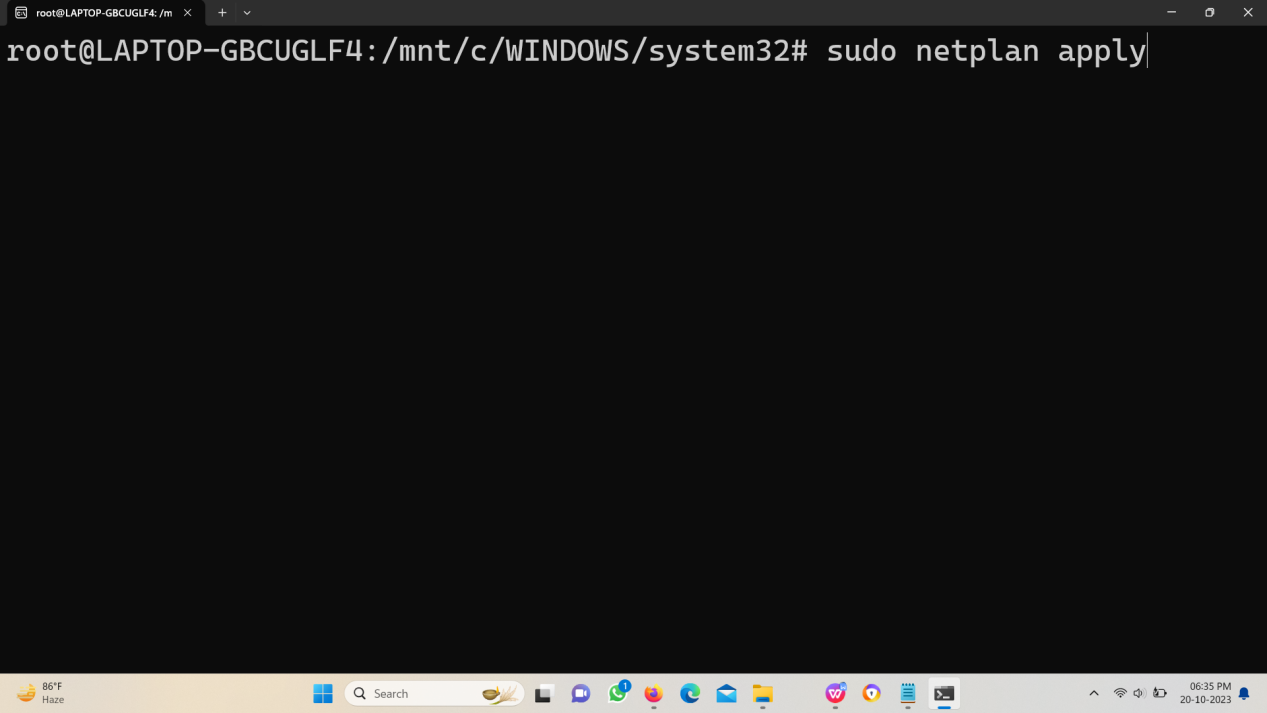 root@LAPTOP-GBCUGLF4: /m
root@LAPTOP-GBCUGLF4:/mnt/c/WINDOWS/system32# sudo netplan apply
86°F
Haze
Search
1
06:35 PM
20-10-2023